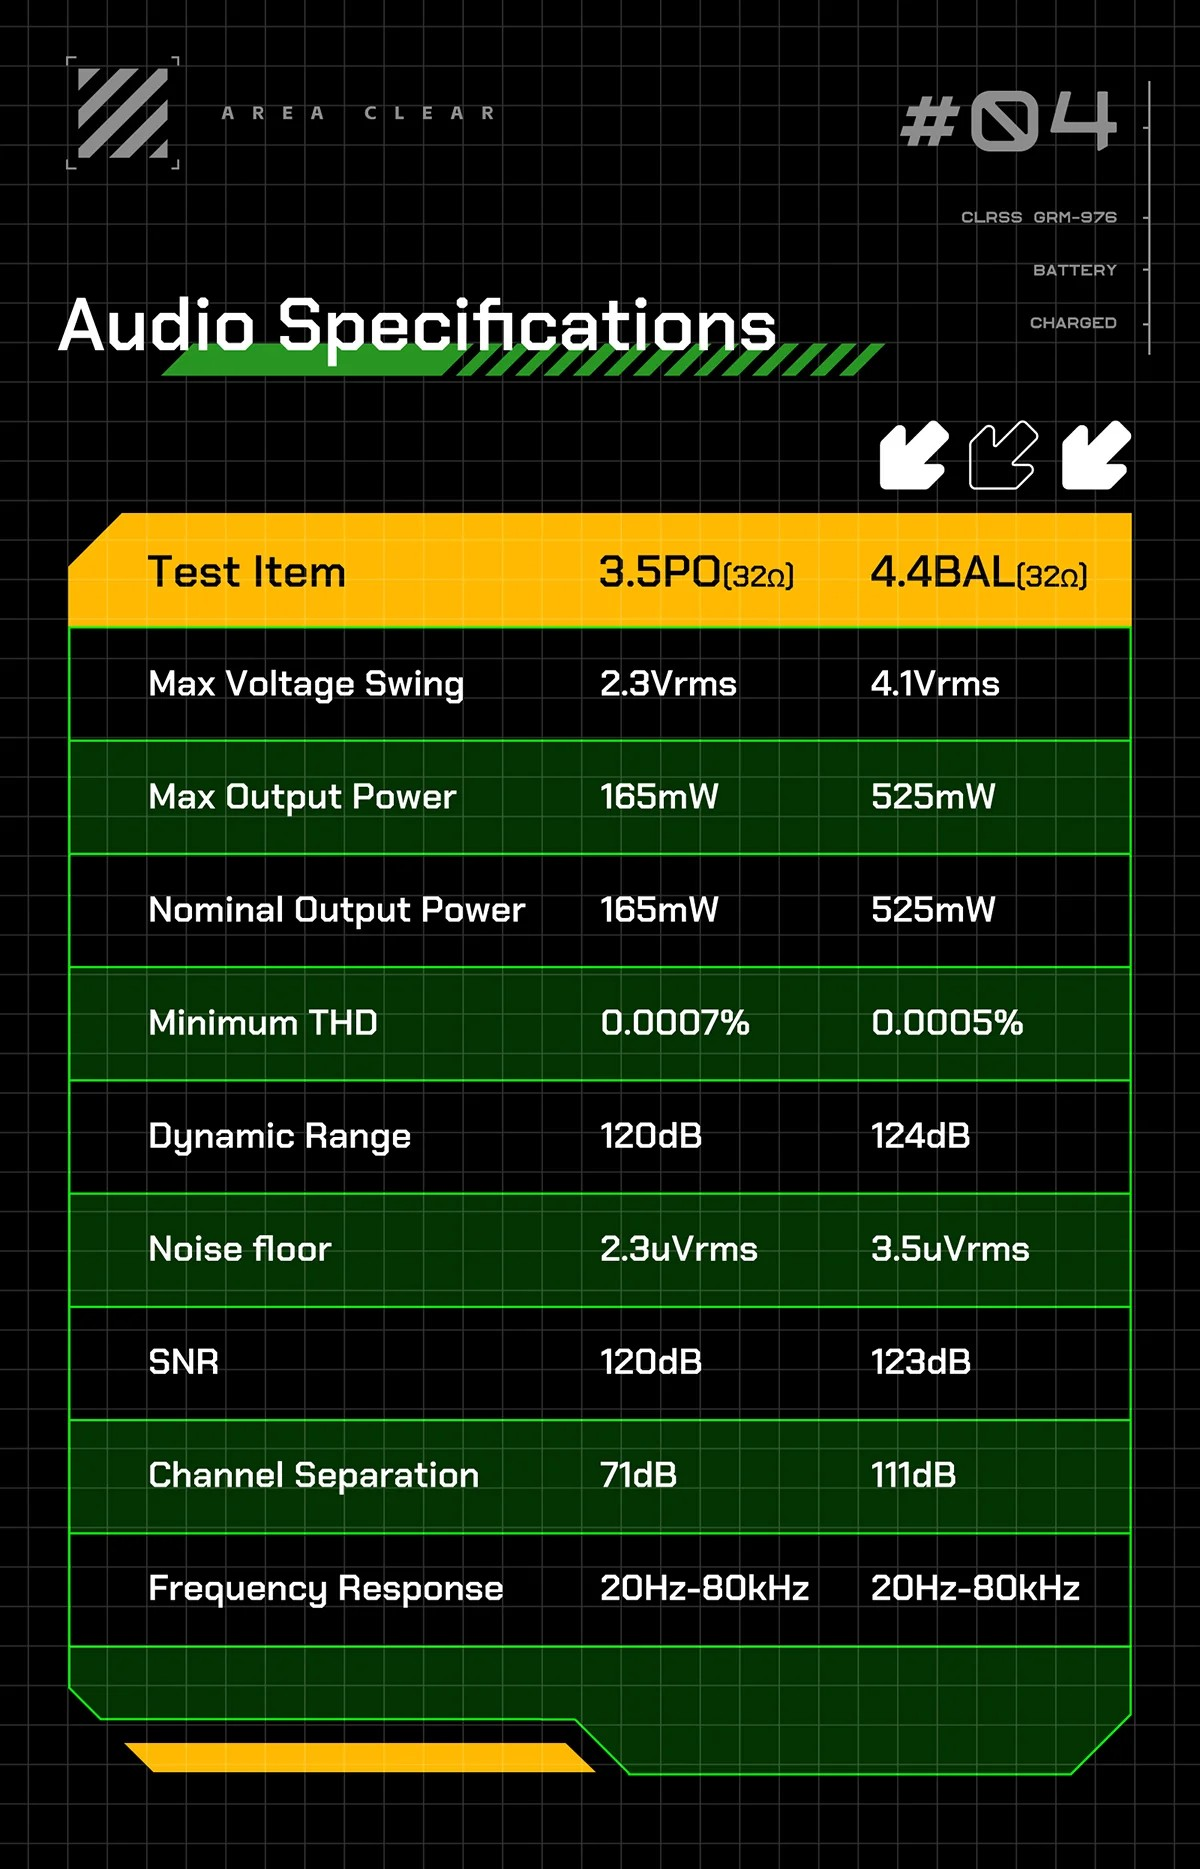 AREA CLEAR
#04
CLRSS GRM-976
BATTERY
CHARGED
Audio Specifications
Test Item 3.5PO(32Ω) 4.4BAL(32Ω)
Max Voltage Swing 2.3Vrms 4.1Vrms
Max Output Power 165mW 525mW
Nominal Output Power 165mW 525mW
Minimum THD 0.0007% 0.0005%
Dynamic Range 120dB 124dB
Noise floor 2.3uVrms 3.5uVrms
SNR 120dB 123dB
Channel Separation 71dB 111dB
Frequency Response 20Hz-80kHz 20Hz-80kHz